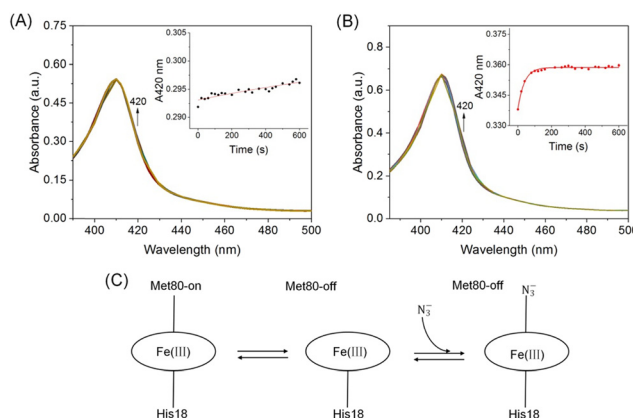 (A)
0.75
0.60
0.45
0.30
0.15
0.00
Absorbance (a.u.)
400 420 440 460 480 500
Wavelength (nm)
420
0.305
0.300
0.295
0.290
A420 nm
0 200 400 600
Time (s)
(B)
0.8
0.6
0.4
0.2
0.0
Absorbance (a.u.)
400 420 440 460 480 500
Wavelength (nm)
420
0.375
0.360
0.345
0.330
A420 nm
0 200 400 600
Time (s)
(C)
Met80-on Met80-off Met80-off N₃⁻
N₃⁻
Fe(III) Fe(III) Fe(III)
His18 His18 His18